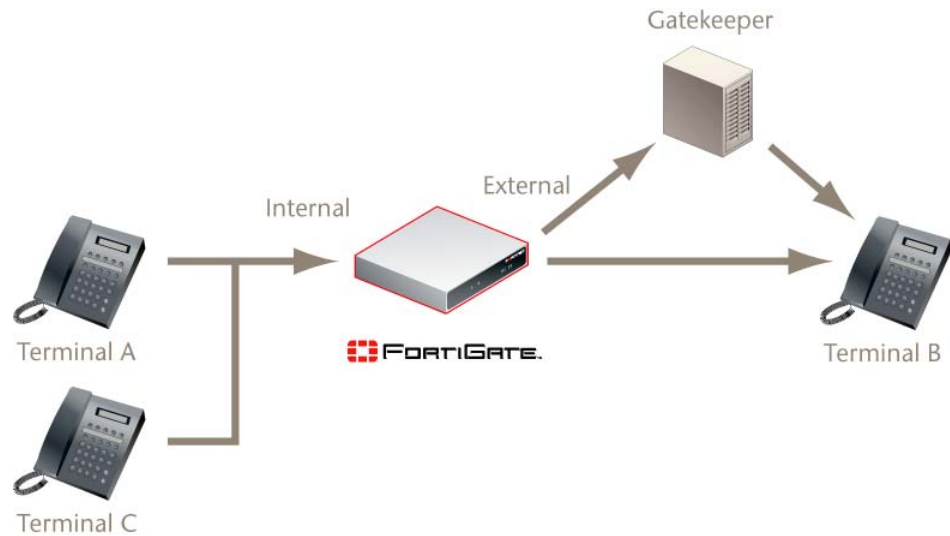 Gatekeeper
External
Internal
Terminal A
FORTIGATE.
Terminal B
Terminal C